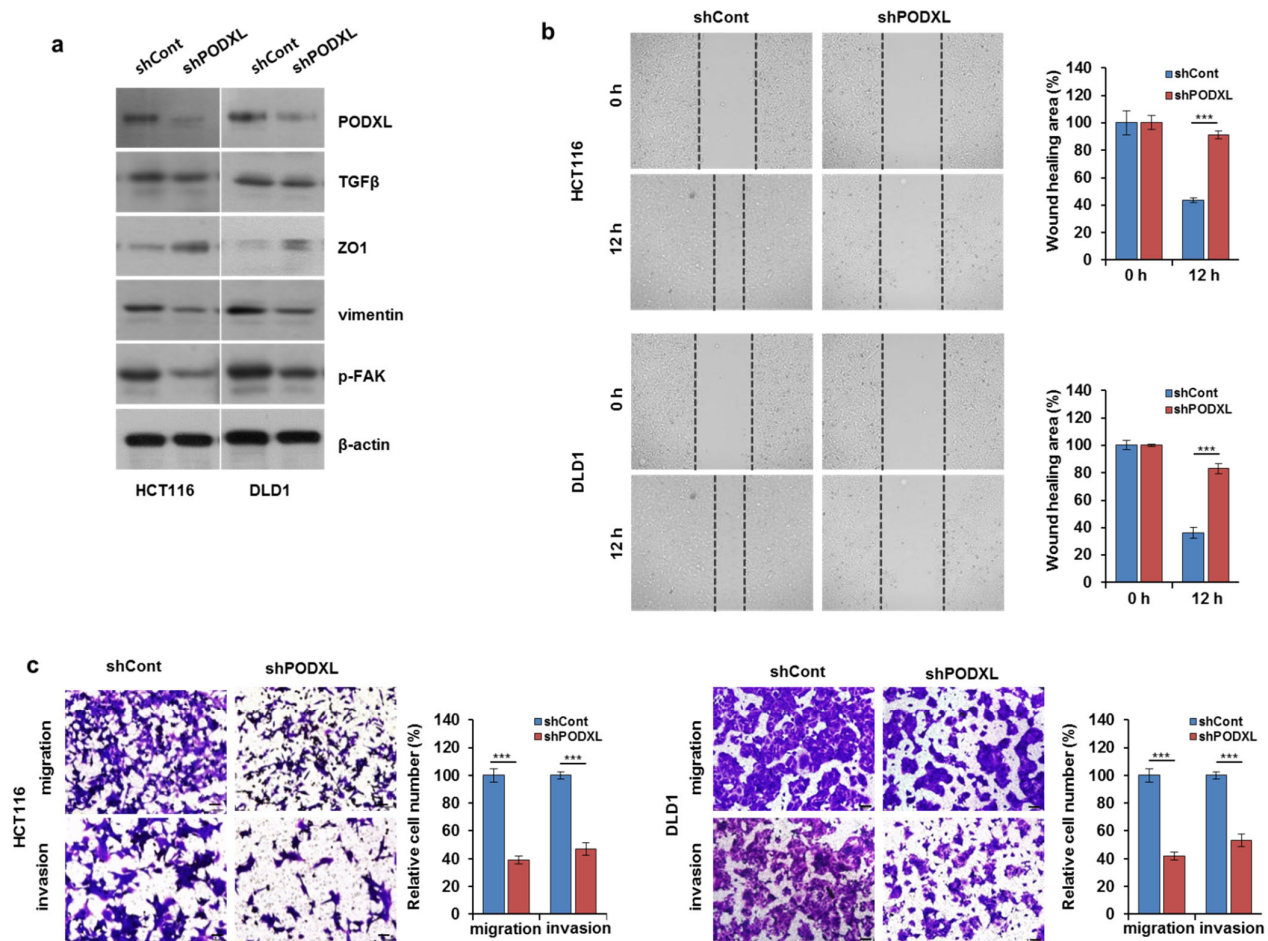 a
shCont shPODXL shCont shPODXL
PODXL
TGFβ
ZO1
vimentin
p-FAK
β-actin
HCT116 DLD1
b
shCont shPODXL
HCT116
0 h
12 h
DLD1
0 h
12 h
Wound healing area (%)
140
120
100
80
60
40
20
0
shCont
shPODXL
***
0 h 12 h
Wound healing area (%)
140
120
100
80
60
40
20
0
shCont
shPODXL
***
0 h 12 h
c
shCont shPODXL
HCT116
migration
invasion
Relative cell number (%)
140
120
100
80
60
40
20
0
shCont
shPODXL
*** ***
migration invasion
shCont shPODXL
DLD1
migration
invasion
Relative cell number (%)
140
120
100
80
60
40
20
0
shCont
shPODXL
*** ***
migration invasion